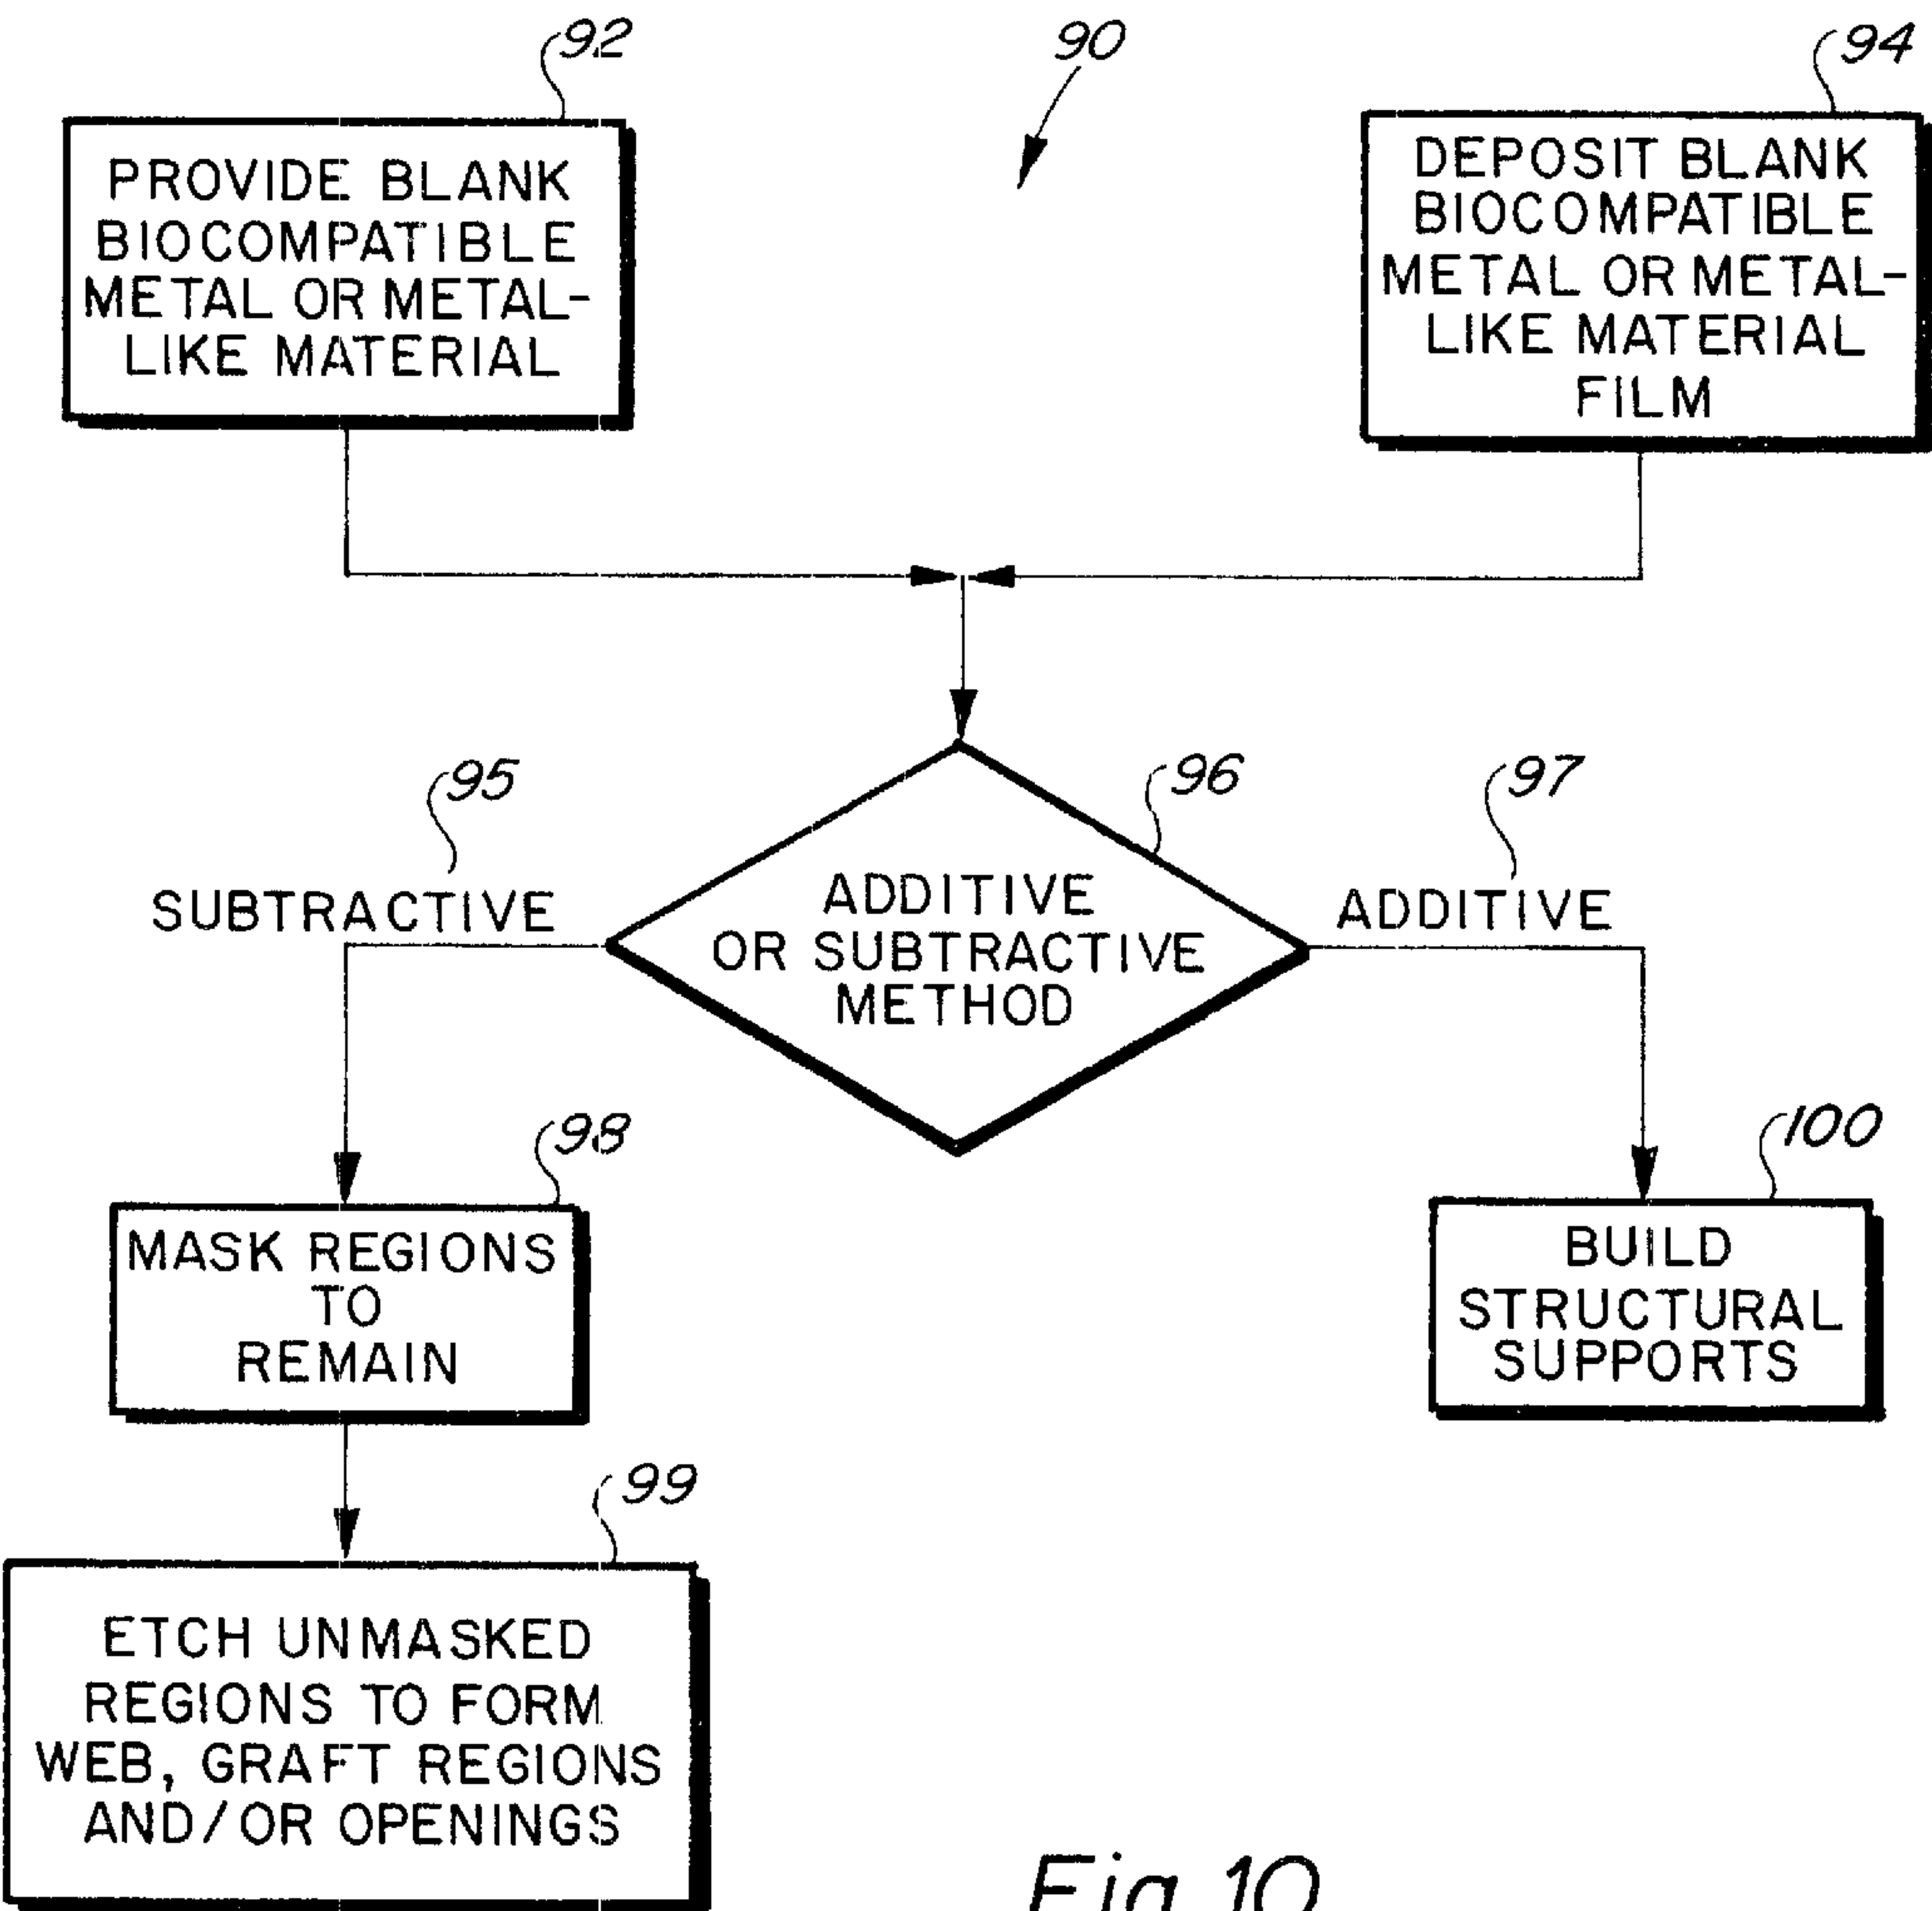 92
90
94
PROVIDE BLANK
BIOCOMPATIBLE
METAL OR METAL-
LIKE MATERIAL
DEPOSIT BLANK
BIOCOMPATIBLE
METAL OR METAL-
LIKE MATERIAL
FILM
95
96
97
SUBTRACTIVE
ADDITIVE
OR SUBTRACTIVE
METHOD
ADDITIVE
98
100
MASK REGIONS
TO
REMAIN
BUILD
STRUCTURAL
SUPPORTS
99
ETCH UNMASKED
REGIONS TO FORM
WEB, GRAFT REGIONS
AND/OR OPENINGS
Fig 10